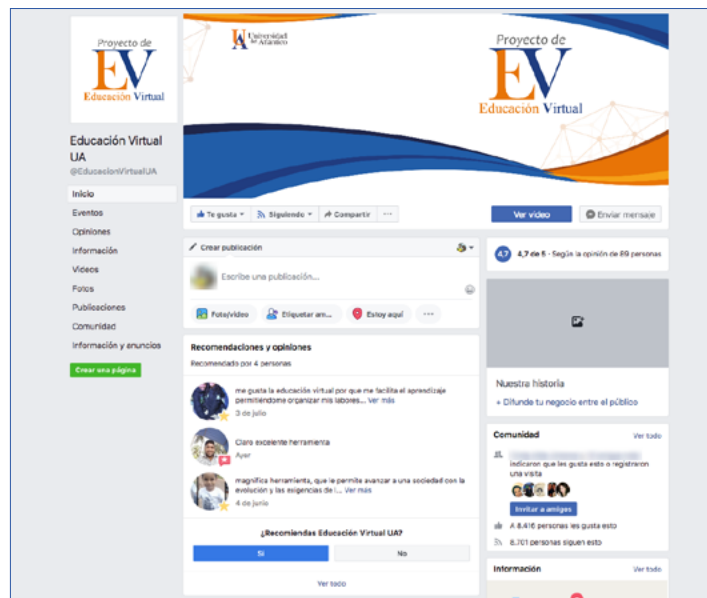 Proyecto de
EV
Educación Virtual
Educación Virtual
UA
@EducacionVirtualUA
Inicio
Eventos
Opiniones
Información
Videos
Fotos
Publicaciones
Comunidad
Información y anuncios
Crear una página
UA Universidad
del Atlántico
Proyecto de
EV
Educación Virtual
Te gusta
Siguiendo
Compartir
Ver video
Enviar mensaje
Crear publicación
Escribe una publicación...
Foto/video
Etiquetar am...
Estoy aquí
Recomendaciones y opiniones
Recomendado por 4 personas
me gusta la educación virtual por que me facilita el aprendizaje
permitiéndome organizar mis labores... Ver más
3 de julio
Claro excelente herramienta
Ayer
magnifica herramienta, que le permite avanzar a una sociedad con la
evolución y las exigencias de l... Ver más
4 de junio
¿Recomiendas Educación Virtual UA?
Sí
No
Ver todo
4,7
4,7 de 5 · Según la opinión de 89 personas
Nuestra historia
+ Difunde tu negocio entre el público
Comunidad
Ver todo
indicaron que les gusta esto o registraron
una visita
Invitar a amigos
A 8.416 personas les gusta esto
8.701 personas siguen esto
Información
Ver todo